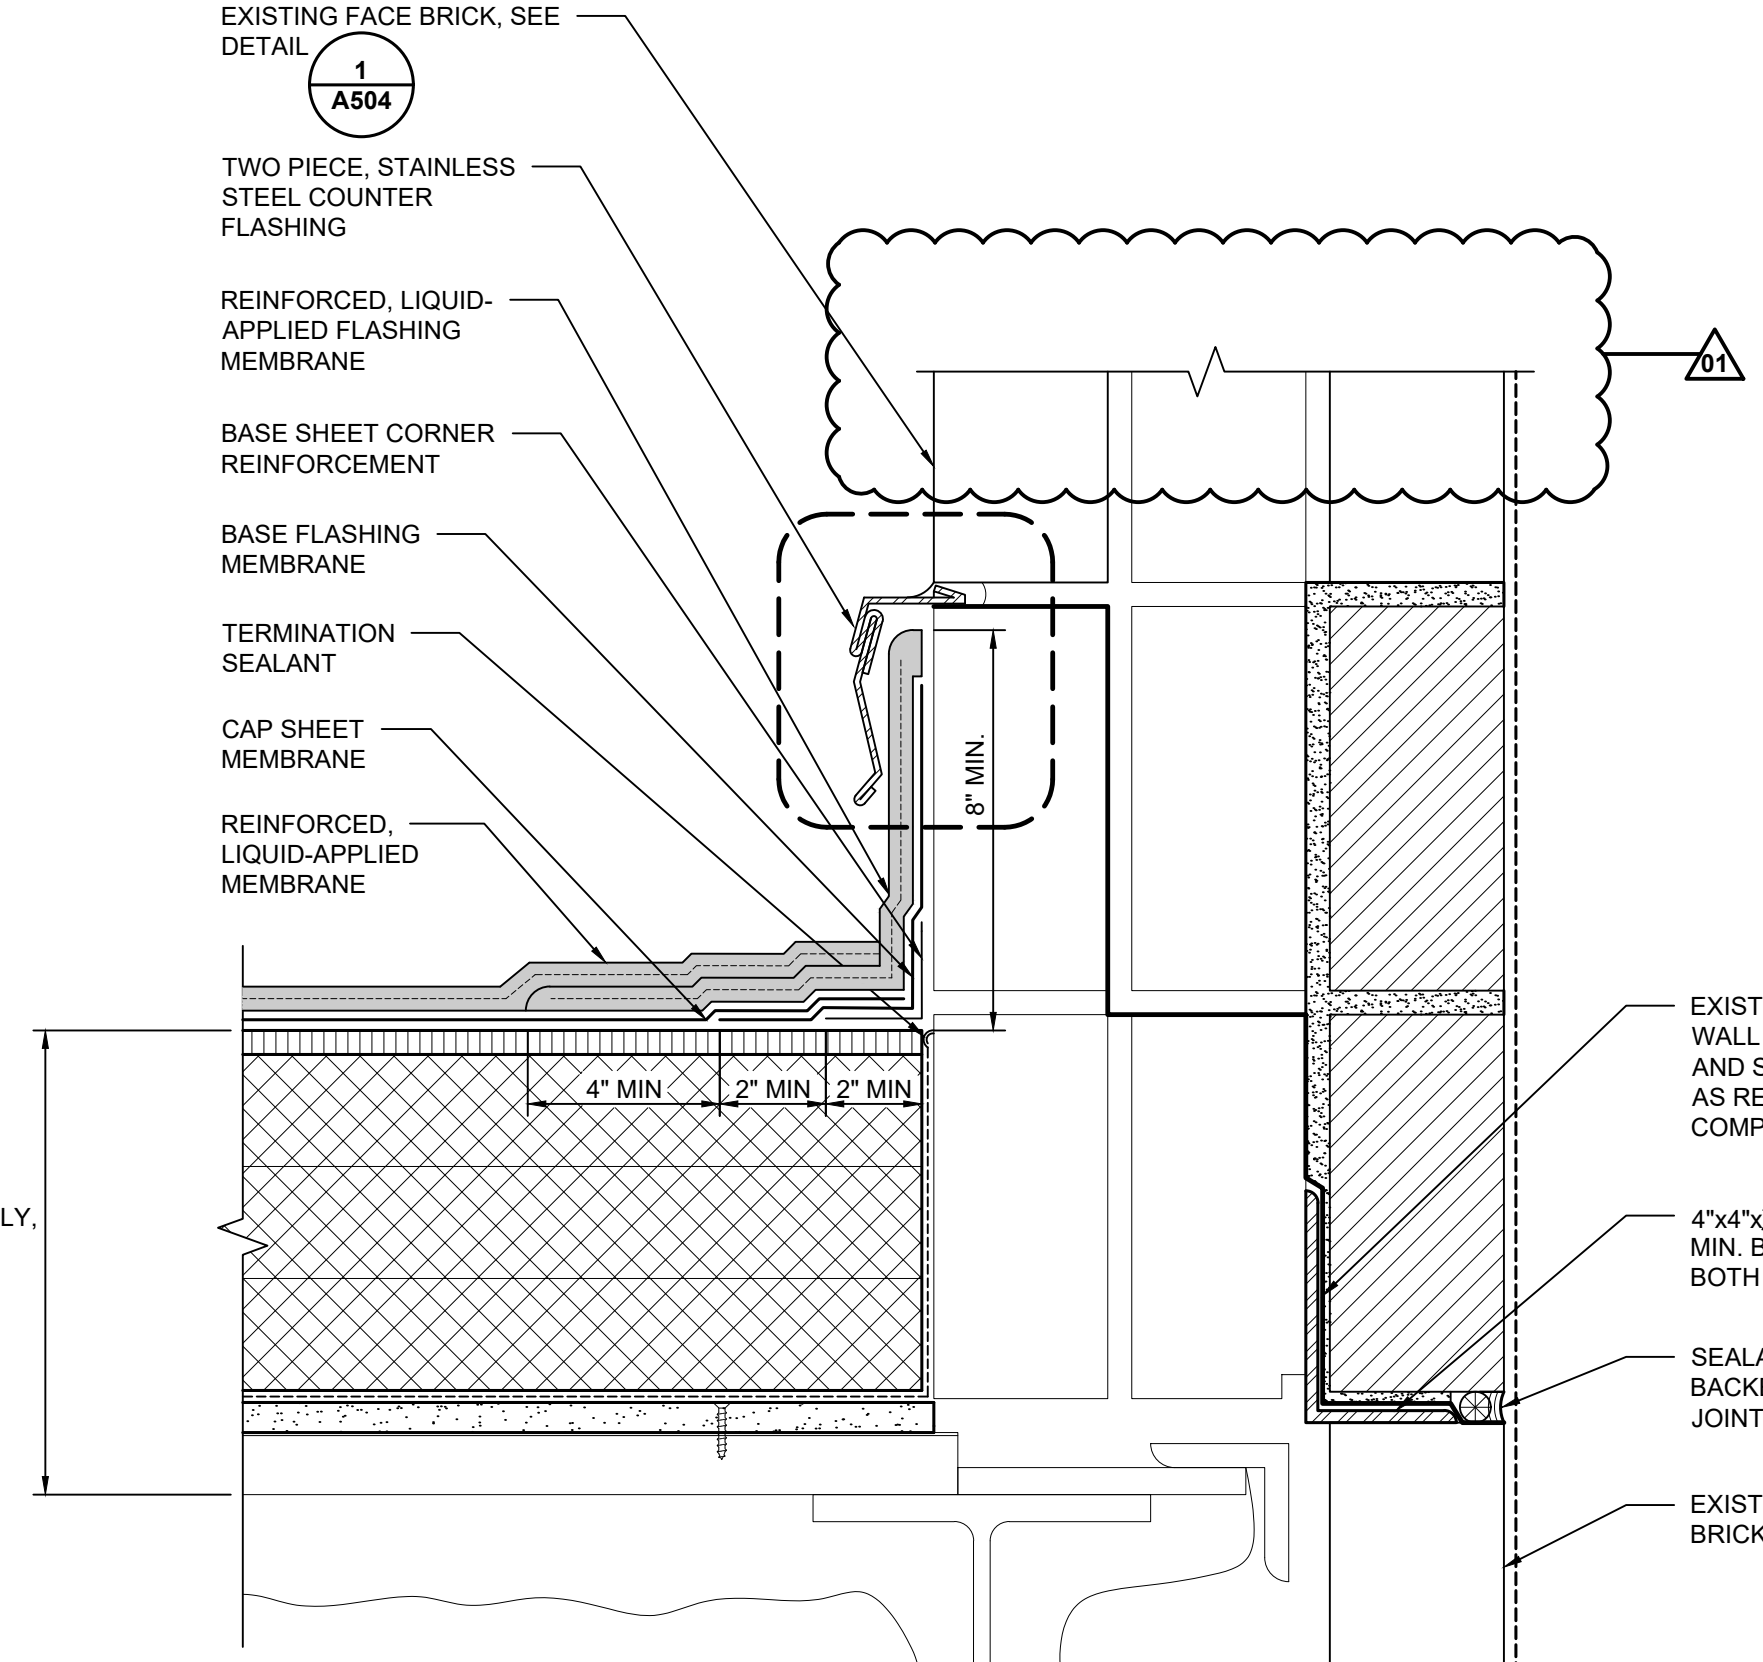 EXISTING FACE BRICK, SEE
DETAIL
1
A504
TWO PIECE, STAINLESS
STEEL COUNTER
FLASHING
REINFORCED, LIQUID-
APPLIED FLASHING
MEMBRANE
BASE SHEET CORNER
REINFORCEMENT
BASE FLASHING
MEMBRANE
TERMINATION
SEALANT
CAP SHEET
MEMBRANE
REINFORCED,
LIQUID-APPLIED
MEMBRANE
01
8" MIN.
4" MIN
2" MIN
2" MIN
LY,
EXIST
WALL
AND S
AS RE
COMP
4"x4"x
MIN. B
BOTH
SEALA
BACK
JOINT
EXIST
BRICK